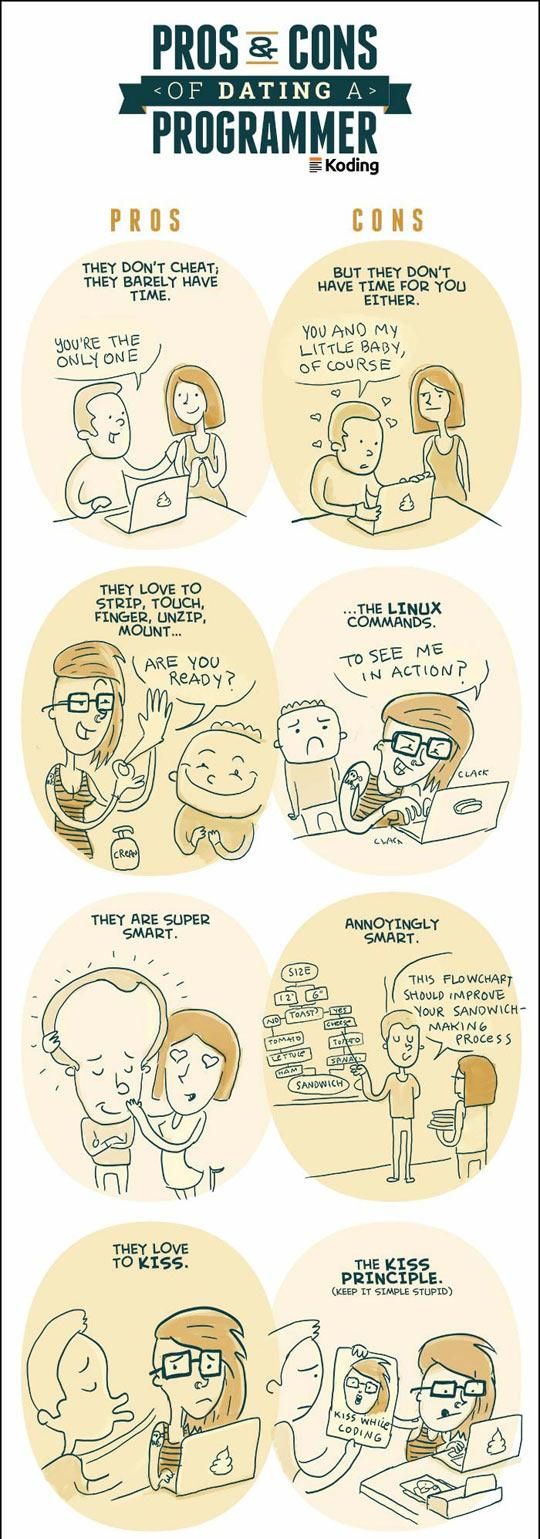 PROS & CONS
<OF DATING A>
PROGRAMMER
Koding
PROS
CONS
THEY DON'T CHEAT;
THEY BARELY HAVE
TIME.
YOU'RE THE
ONLY ONE
BUT THEY DON'T
HAVE TIME FOR YOU
EITHER.
YOU AND MY
LITTLE BABY,
OF COURSE
THEY LOVE TO
STRIP, TOUCH,
FINGER, UNZIP,
MOUNT...
ARE YOU
READY?
CREAM
...THE LINUX
COMMANDS.
TO SEE ME
IN ACTION?
CLACK
CLACK
THEY ARE SUPER
SMART.
ANNOYINGLY
SMART.
SIZE
12" 6"
NO TOAST? YES
CHEESE
TOMATO TOMATO
LETTUCE
HAM
SANDWICH
THIS FLOWCHART
SHOULD IMPROVE
YOUR SANDWICH-
MAKING
PROCESS
THEY LOVE
TO KISS.
THE KISS
PRINCIPLE.
(KEEP IT SIMPLE STUPID)
KISS WHILE
CODING